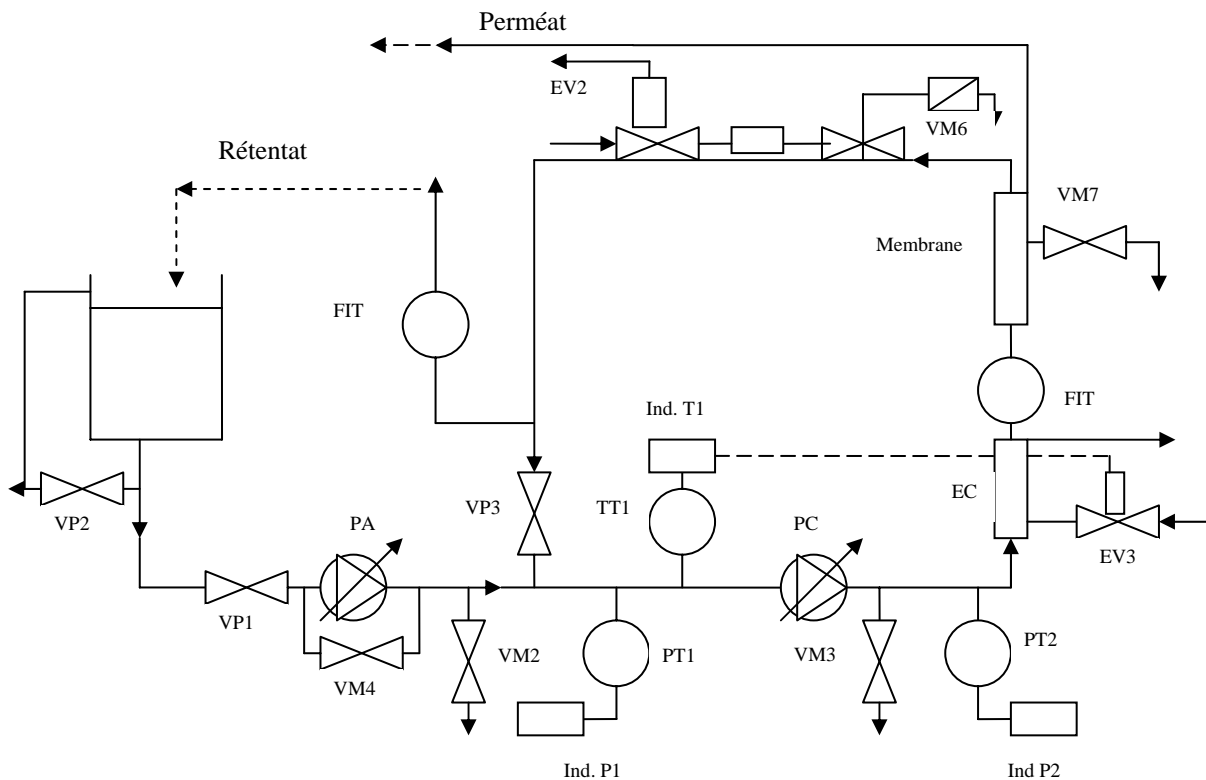 Perméat
EV2
VM6
Rétentat
VM7
Membrane
FIT
FIT
Ind. T1
VP2
VP3
TT1
EC
PA
PC
EV3
VP1
VM4
VM2
PT1
VM3
PT2
Ind. P1
Ind P2